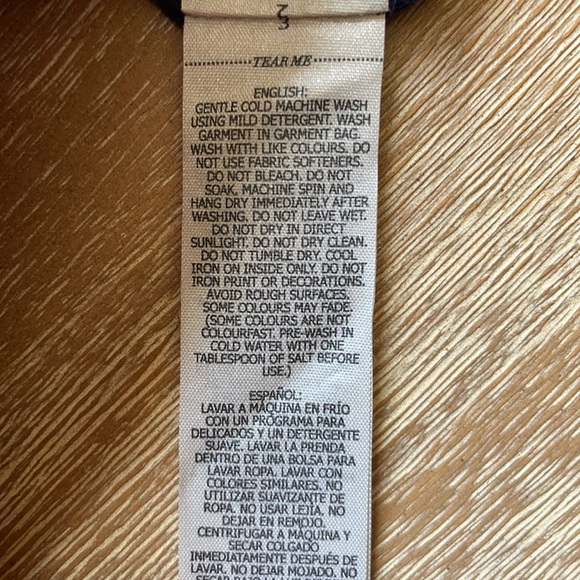 TEAR ME
ENGLISH:
GENTLE COLD MACHINE WASH
USING MILD DETERGENT. WASH
GARMENT IN GARMENT BAG.
WASH WITH LIKE COLOURS. DO
NOT USE FABRIC SOFTENERS.
DO NOT BLEACH. DO NOT
SOAK. MACHINE SPIN AND
HANG DRY IMMEDIATELY AFTER
WASHING. DO NOT LEAVE WET.
DO NOT DRY IN DIRECT
SUNLIGHT. DO NOT DRY CLEAN.
DO NOT TUMBLE DRY. COOL
IRON ON INSIDE ONLY. DO NOT
IRON PRINT OR DECORATIONS.
AVOID ROUGH SURFACES.
SOME COLOURS MAY FADE.
(SOME COLOURS ARE NOT
COLOURFAST. PRE-WASH IN
COLD WATER WITH ONE
TABLESPOON OF SALT BEFORE
USE.)
ESPAÑOL:
LAVAR A MÁQUINA EN FRÍO
CON UN PROGRAMA PARA
DELICADOS Y UN DETERGENTE
SUAVE. LAVAR LA PRENDA
DENTRO DE UNA BOLSA PARA
LAVAR ROPA. LAVAR CON
COLORES SIMILARES. NO
UTILIZAR SUAVIZANTE DE
ROPA. NO USAR LEJÍA. NO
DEJAR EN REMOJO.
CENTRIFUGAR A MÁQUINA Y
SECAR COLGADO
INMEDIATAMENTE DESPUÉS DE
LAVAR. NO DEJAR MOJADO. NO